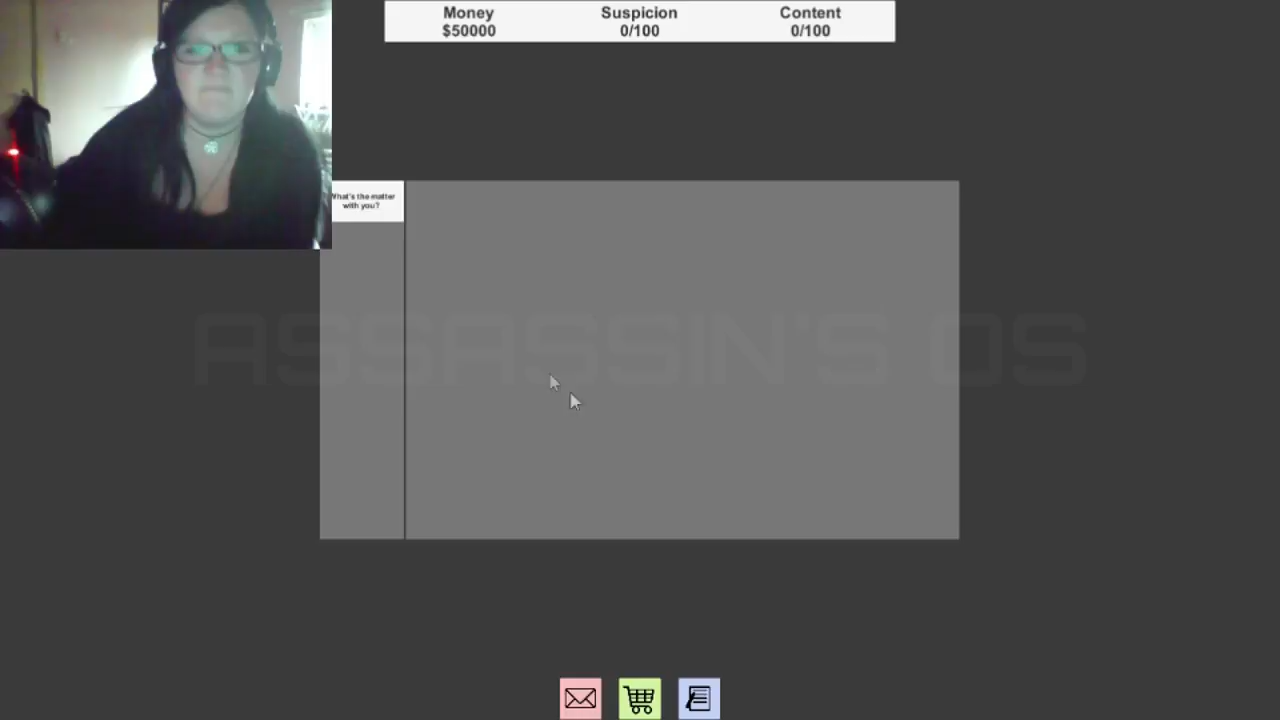 Money
$50000
Suspicion
0/100
Content
0/100
What's the matter
with you?
ASSASSIN'S OS